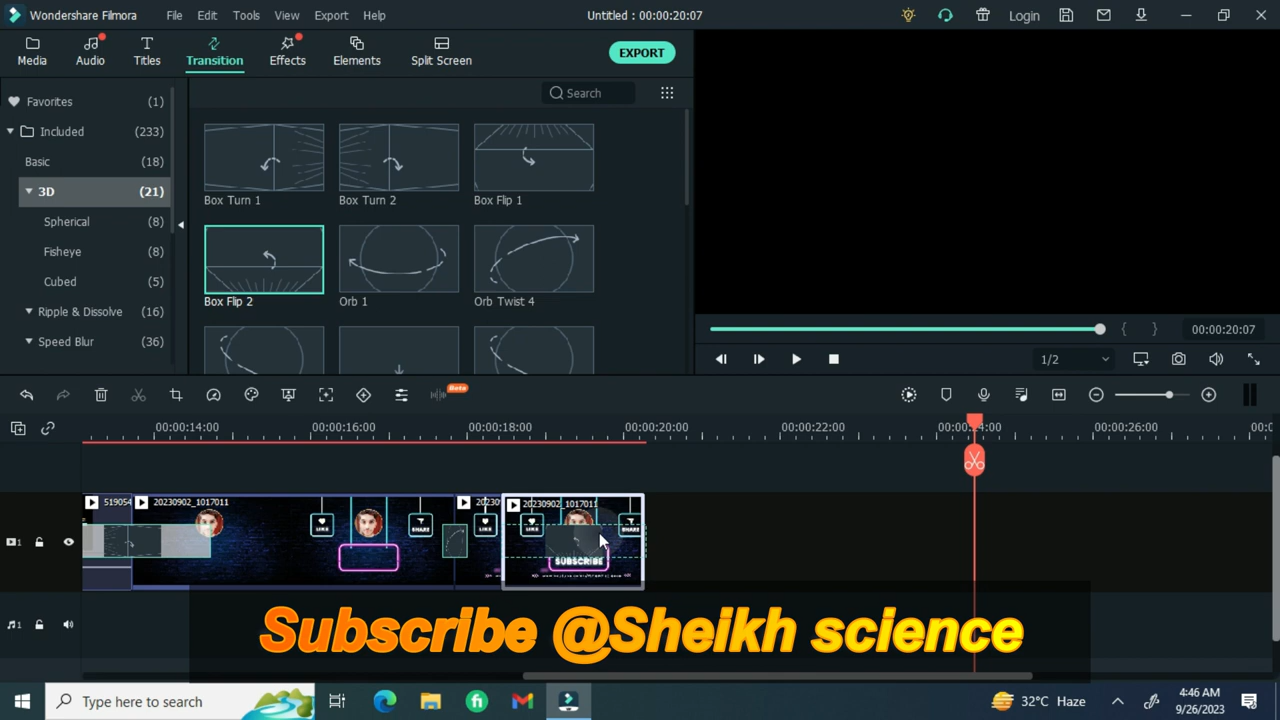 Wondershare Filmora
File
Edit
Tools
View
Export
Help
Untitled : 00:00:20:07
Login
Media
Audio
Titles
Transition
Effects
Elements
Split Screen
EXPORT
Favorites (1)
Included (233)
Basic (18)
3D (21)
Spherical (8)
Fisheye (8)
Cubed (5)
Ripple & Dissolve (16)
Speed Blur (36)
Search
Box Turn 1
Box Turn 2
Box Flip 1
Box Flip 2
Orb 1
Orb Twist 4
00:00:20:07
1/2
Beta
00:00:14:00
00:00:16:00
00:00:18:00
00:00:20:00
00:00:22:00
00:00:24:00
00:00:26:00
519054
20230902_1017011
20230902_1017011
LIKE
SHARE
LIKE
LIKE
SUBSCRIBE
1
1
Subscribe @Sheikh science
Type here to search
32°C Haze
4:46 AM
9/26/2023